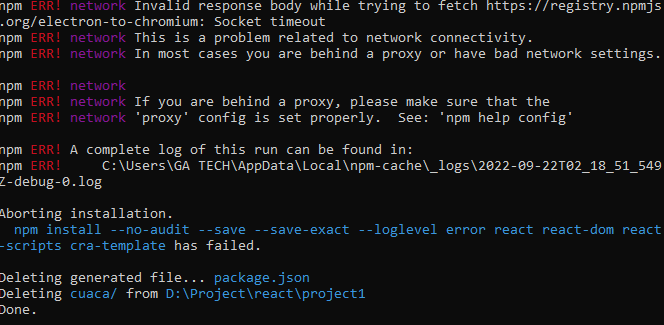 npm ERR! network Invalid response body while trying to fetch https://registry.npmjs
.org/electron-to-chromium: Socket timeout
npm ERR! network This is a problem related to network connectivity.
npm ERR! network In most cases you are behind a proxy or have bad network settings.
npm ERR! network
npm ERR! network If you are behind a proxy, please make sure that the
npm ERR! network 'proxy' config is set properly.  See: 'npm help config'
npm ERR! A complete log of this run can be found in:
npm ERR!     C:\Users\GA TECH\AppData\Local\npm-cache\_logs\2022-09-22T02_18_51_549
Z-debug-0.log
Aborting installation.
  npm install --no-audit --save --save-exact --loglevel error react react-dom react
-scripts cra-template has failed.
Deleting generated file... package.json
Deleting cuaca/ from D:\Project\react\project1
Done.